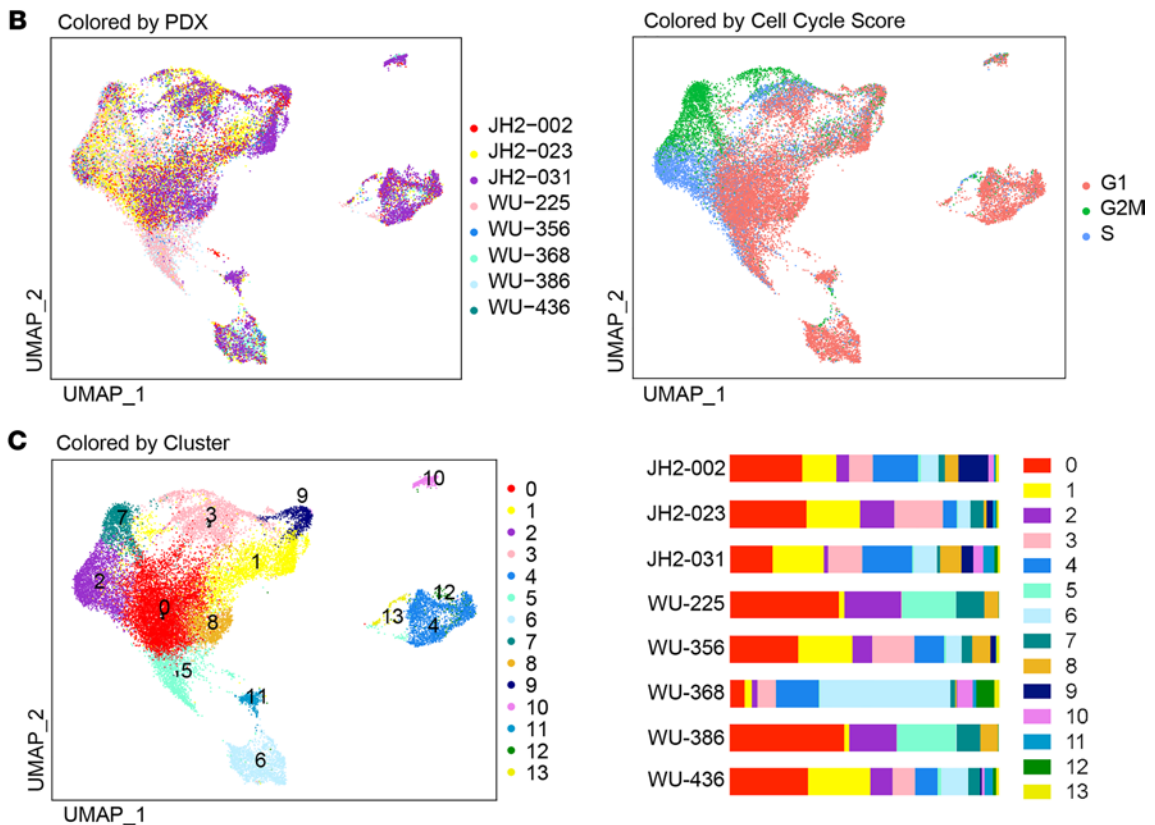 B
Colored by PDX
UMAP_2
UMAP_1
JH2-002
JH2-023
JH2-031
WU-225
WU-356
WU-368
WU-386
WU-436
Colored by Cell Cycle Score
UMAP_2
UMAP_1
G1
G2M
S
C
Colored by Cluster
10
9
3
7
1
2
12
0
13
4
8
5
11
6
UMAP_2
UMAP_1
0
1
2
3
4
5
6
7
8
9
10
11
12
13
JH2-002
JH2-023
JH2-031
WU-225
WU-356
WU-368
WU-386
WU-436
0
1
2
3
4
5
6
7
8
9
10
11
12
13